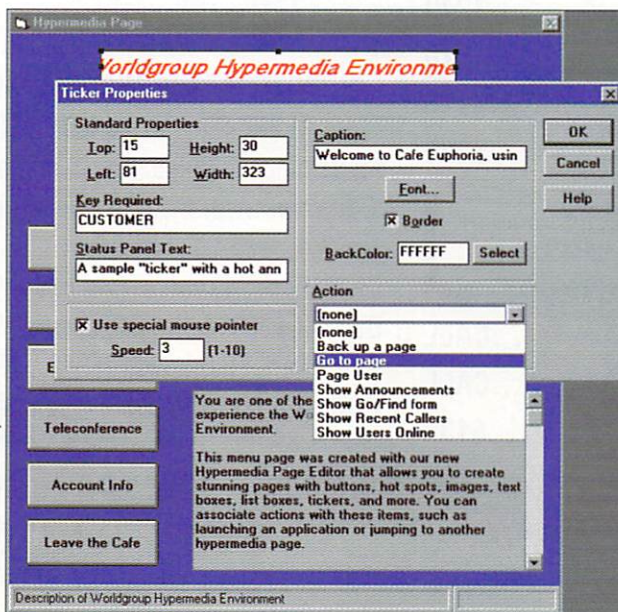 Hypermedia Page
Worldgroup Hypermedia Environme
Ticker Properties
Standard Properties
Top: 15 Height: 30
Left: 81 Width: 323
Key Required:
CUSTOMER
Status Panel Text:
A sample "ticker" with a hot ann
Use special mouse pointer
Speed: 3 (1-10)
Caption:
Welcome to Cafe Euphoria, usin
Font...
Border
BackColor: FFFFFF Select
Action
(none)
(none)
Back up a page
Go to page
Page User
Show Announcements
Show Go/Find form
Show Recent Callers
Show Users Online
OK
Cancel
Help
E
Teleconference
Account Info
Leave the Cafe
You are one of the
experience the Wo
Environment.
This menu page was created with our new
Hypermedia Page Editor that allows you to create
stunning pages with buttons, hot spots, images, text
boxes, list boxes, tickers, and more. You can
associate actions with these items, such as
launching an application or jumping to another
hypermedia page.
Description of Worldgroup Hypermedia Environment